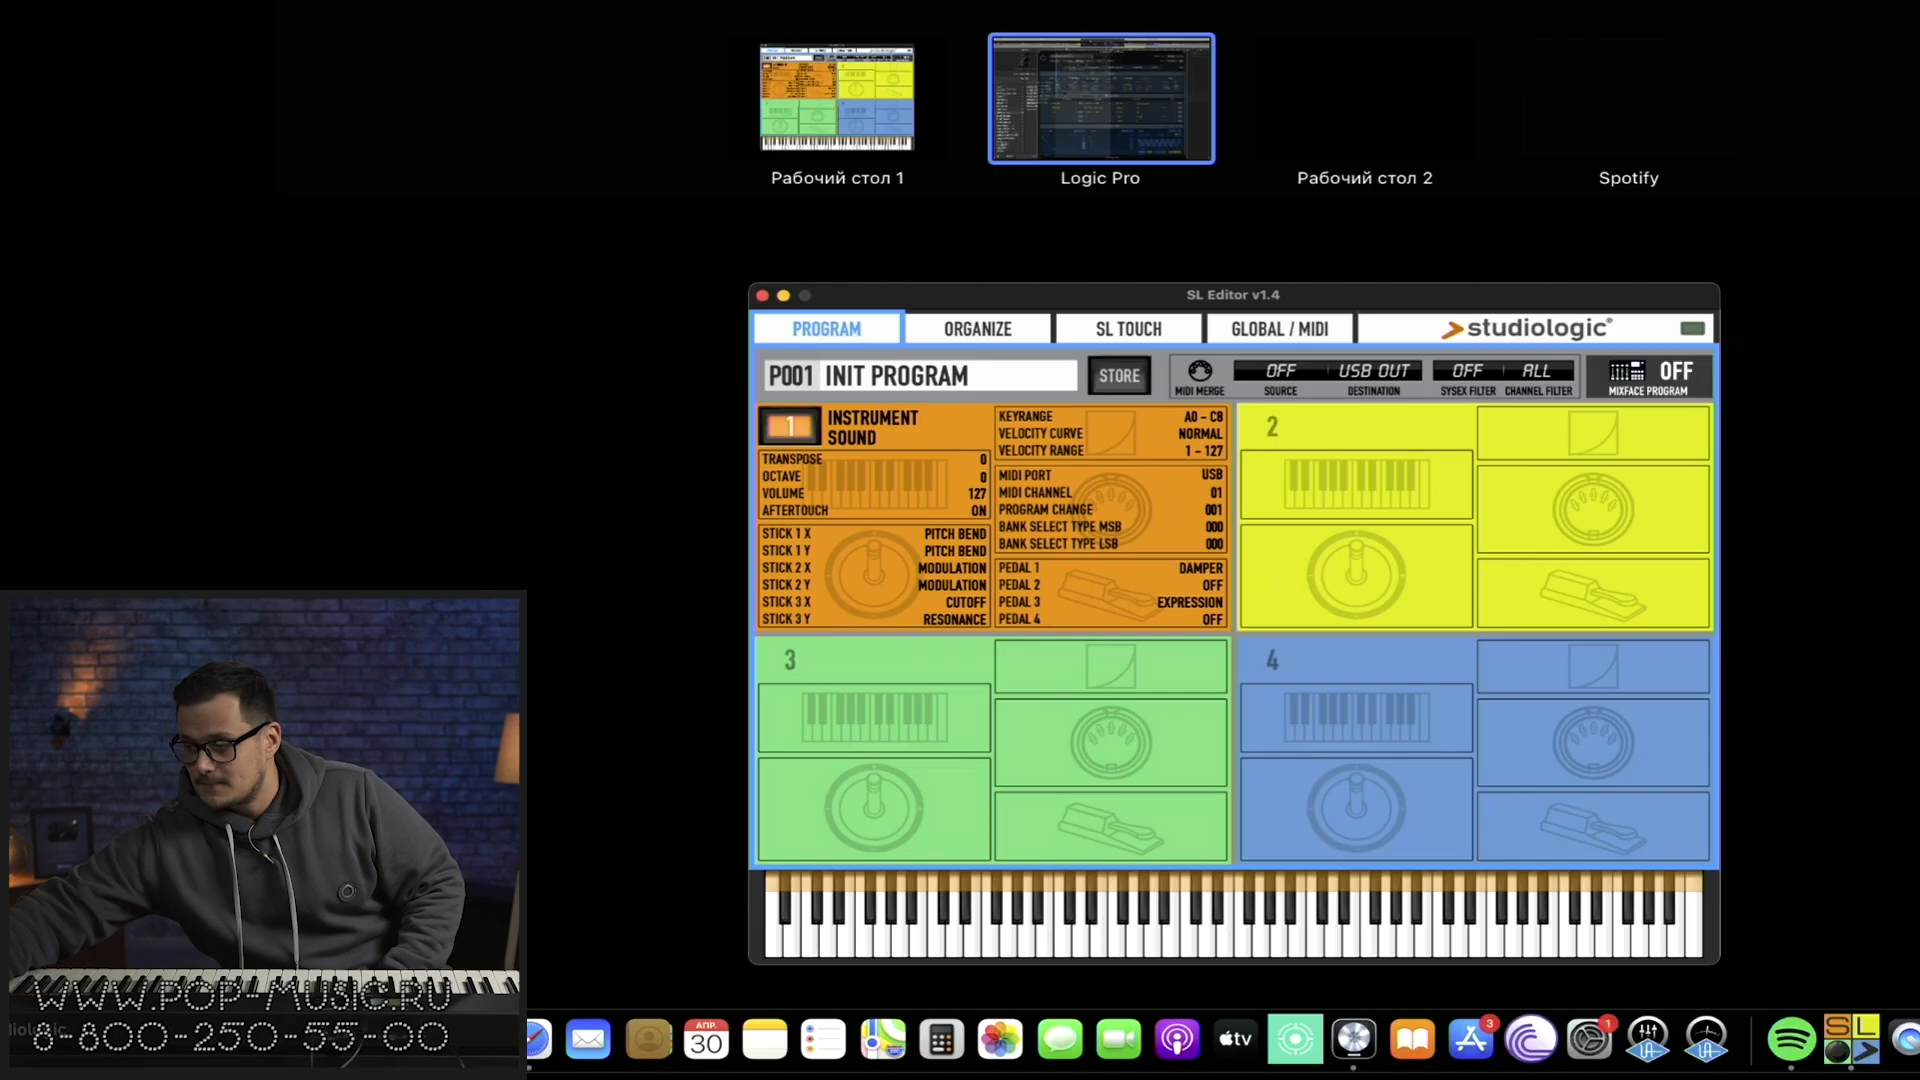 Рабочий стол 1
Logic Pro
Рабочий стол 2
Spotify
SL Editor v1.4
PROGRAM
ORGANIZE
SL TOUCH
GLOBAL / MIDI
studiologic®
P001 INIT PROGRAM
STORE
MIDI MERGE
OFF
SOURCE
USB OUT
DESTINATION
OFF
SYSEX FILTER
ALL
CHANNEL FILTER
OFF
MIXFACE PROGRAM
1
INSTRUMENT
SOUND
TRANSPOSE 0
OCTAVE 0
VOLUME 127
AFTERTOUCH ON
STICK 1 X PITCH BEND
STICK 1 Y PITCH BEND
STICK 2 X MODULATION
STICK 2 Y MODULATION
STICK 3 X CUTOFF
STICK 3 Y RESONANCE
KEYRANGE A0 - C8
VELOCITY CURVE NORMAL
VELOCITY RANGE 1 - 127
MIDI PORT USB
MIDI CHANNEL 01
PROGRAM CHANGE 001
BANK SELECT TYPE MSB 000
BANK SELECT TYPE LSB 000
PEDAL 1 DAMPER
PEDAL 2 OFF
PEDAL 3 EXPRESSION
PEDAL 4 OFF
2
3
4
WWW.POP-MUSIC.RU
8-800-250-55-00
АПР.
30
tv
3
1
UA
UA
SL